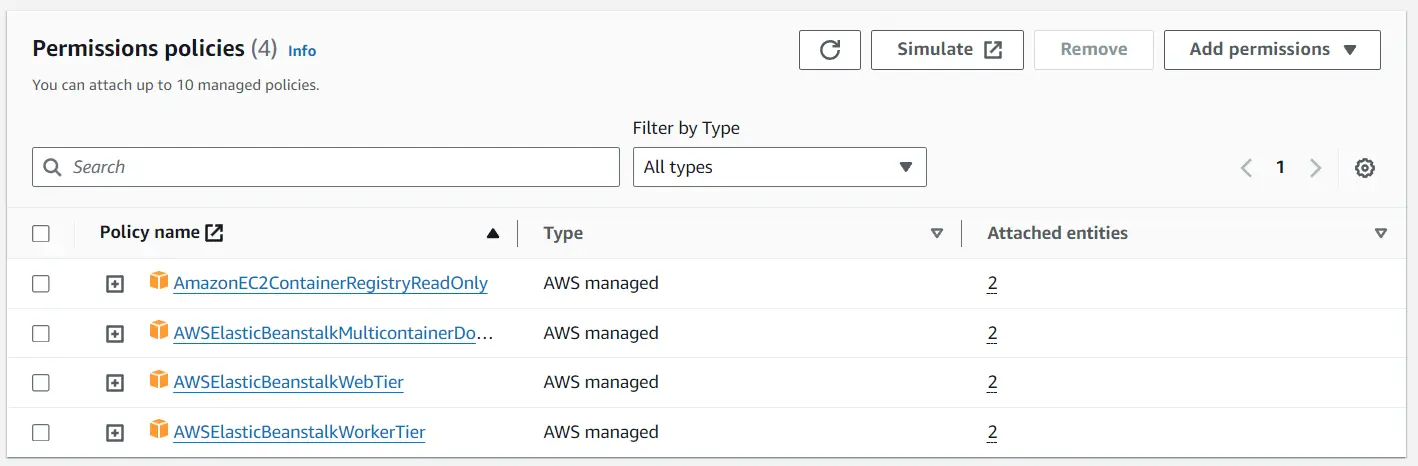 Permissions policies (4) Info
Simulate
Remove
Add permissions
You can attach up to 10 managed policies.
Filter by Type
Search
All types
1
Policy name
Type
Attached entities
AmazonEC2ContainerRegistryReadOnly AWS managed 2
AWSElasticBeanstalkMulticontainerDo... AWS managed 2
AWSElasticBeanstalkWebTier AWS managed 2
AWSElasticBeanstalkWorkerTier AWS managed 2